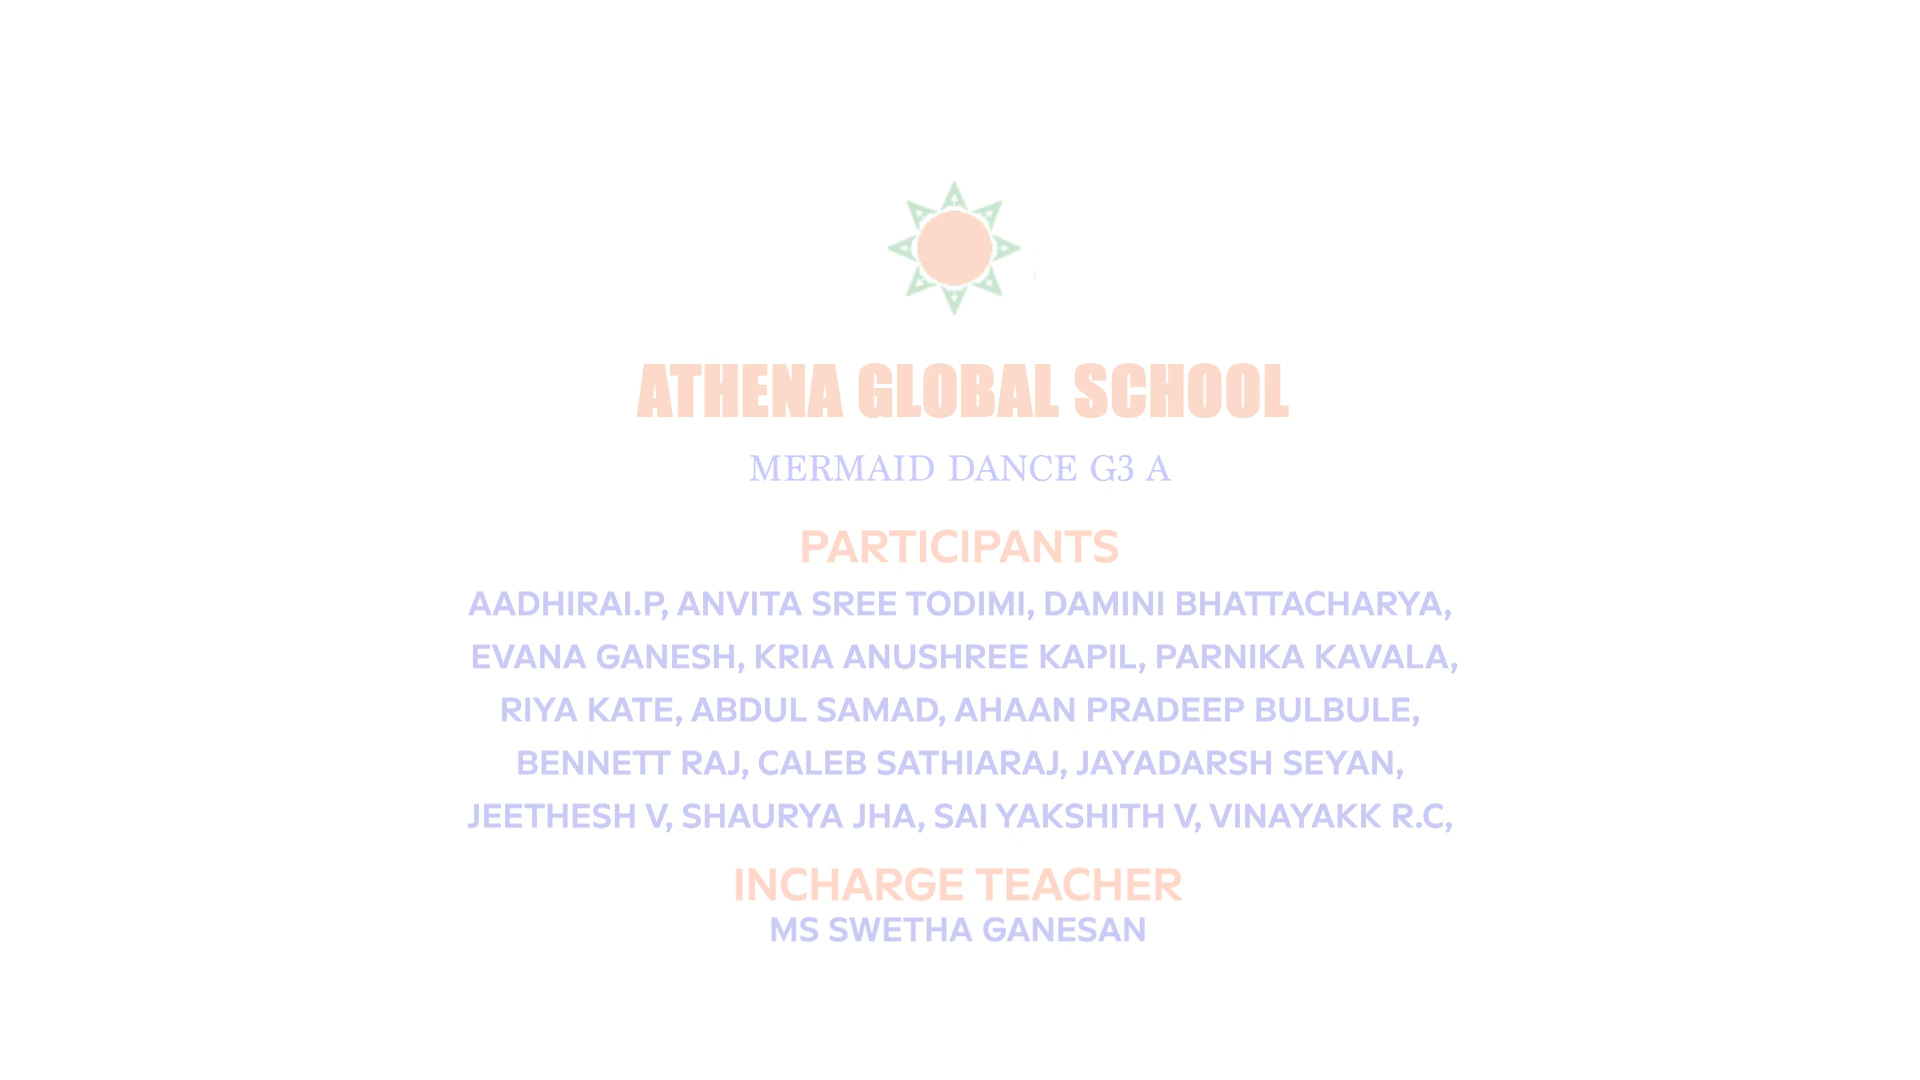 ATHENA GLOBAL SCHOOL
MERMAID DANCE G3 A
PARTICIPANTS
AADHIRAI.P, ANVITA SREE TODIMI, DAMINI BHATTACHARYA,
EVANA GANESH, KRIA ANUSHREE KAPIL, PARNIKA KAVALA,
RIYA KATE, ABDUL SAMAD, AHAAN PRADEEP BULBULE,
BENNETT RAJ, CALEB SATHIARAJ, JAYADARSH SEYAN,
JEETHESH V, SHAURYA JHA, SAI YAKSHITH V, VINAYAKK R.C,
INCHARGE TEACHER
MS SWETHA GANESAN